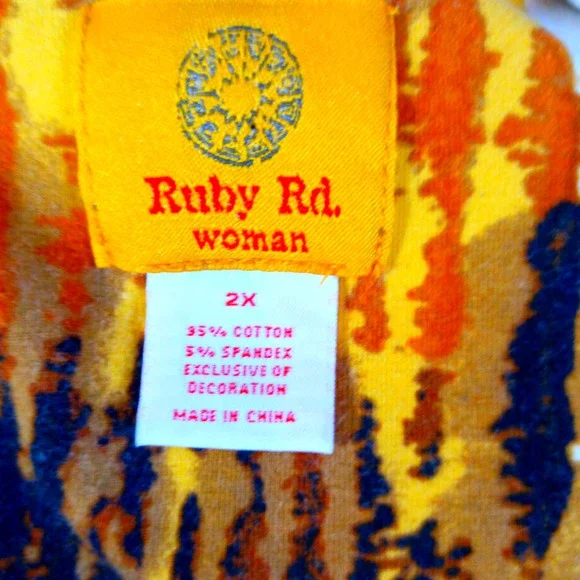 Ruby Rd.
woman
2X
95% COTTON
5% SPANDEX
EXCLUSIVE OF
DECORATION
MADE IN CHINA